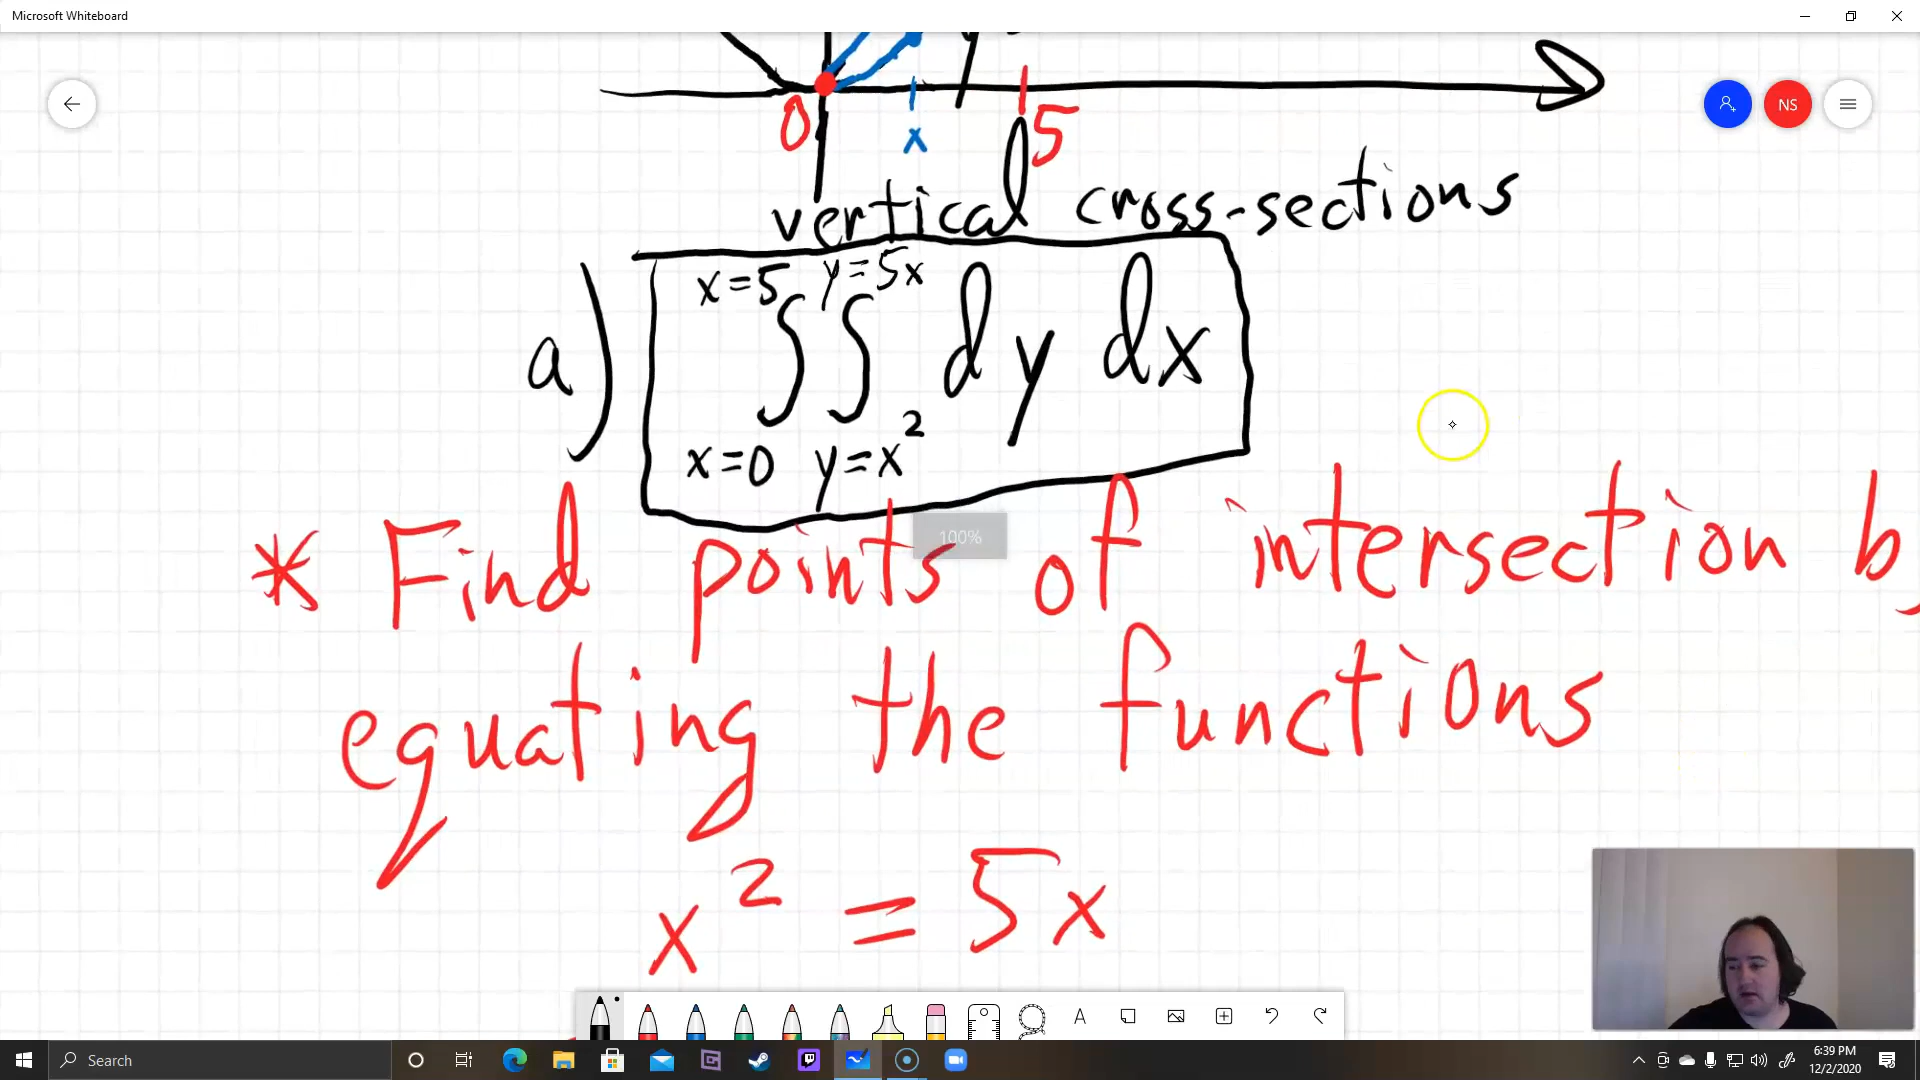 Microsoft Whiteboard
NS
0
x
5
vertical cross-sections
x=5 y=5x
a) ∫∫ dy dx
x=0 y=x²
100%
* Find points of intersection
equating the functions
x² = 5x
A
Search
6:39 PM
12/2/2020